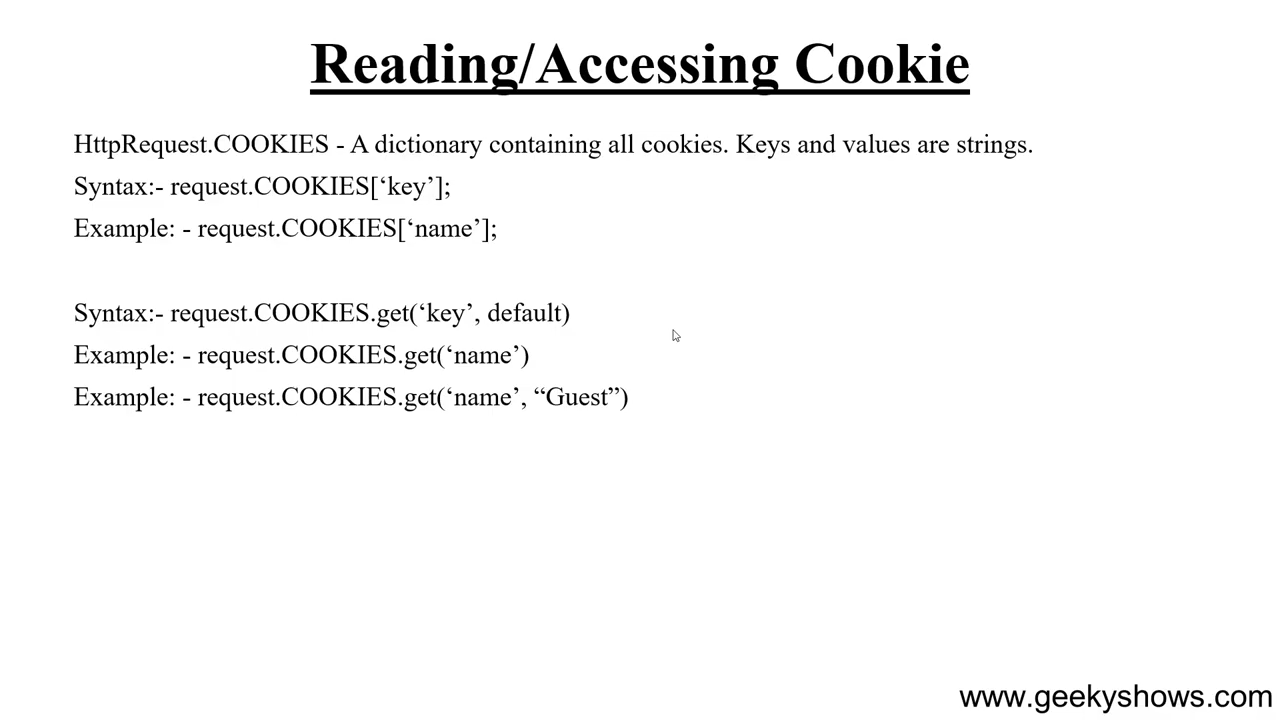 Reading/Accessing Cookie
HttpRequest.COOKIES - A dictionary containing all cookies. Keys and values are strings.
Syntax:- request.COOKIES[‘key’];
Example: - request.COOKIES[‘name’];
Syntax:- request.COOKIES.get(‘key’, default)
Example: - request.COOKIES.get(‘name’)
Example: - request.COOKIES.get(‘name’, “Guest”)
www.geekyshows.com